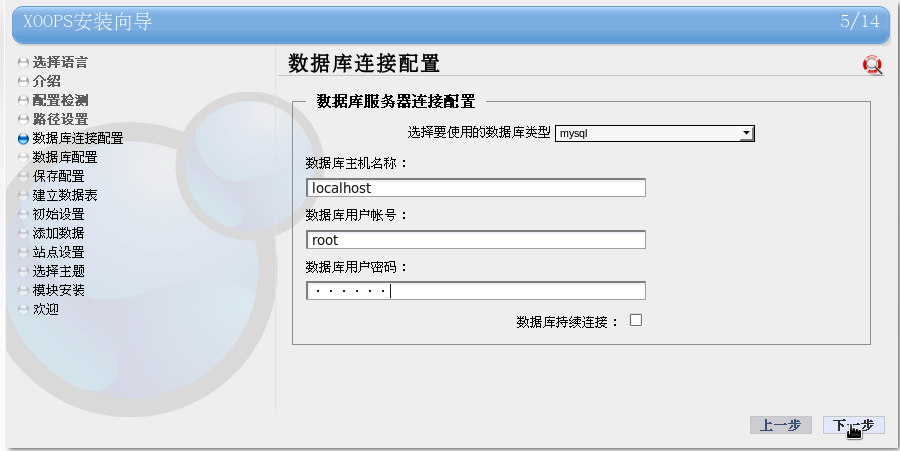 XOOPS安装向导 5/14
选择语言
介绍
配置检测
路径设置
数据库连接配置
数据库配置
保存配置
建立数据表
初始设置
添加数据
站点设置
选择主题
模块安装
欢迎
数据库连接配置
数据库服务器连接配置
选择要使用的数据库类型 mysql
数据库主机名称：
localhost
数据库用户帐号：
root
数据库用户密码：
······
数据库持续连接：
上一步 下一步